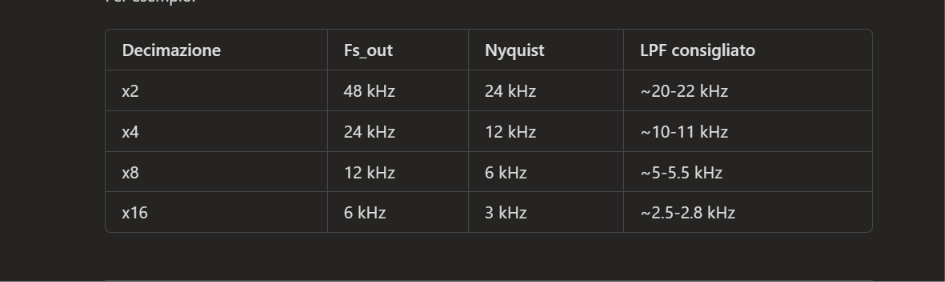 Per esempio:
Decimazione Fs_out Nyquist LPF consigliato
x2 48 kHz 24 kHz ~20-22 kHz
x4 24 kHz 12 kHz ~10-11 kHz
x8 12 kHz 6 kHz ~5-5.5 kHz
x16 6 kHz 3 kHz ~2.5-2.8 kHz